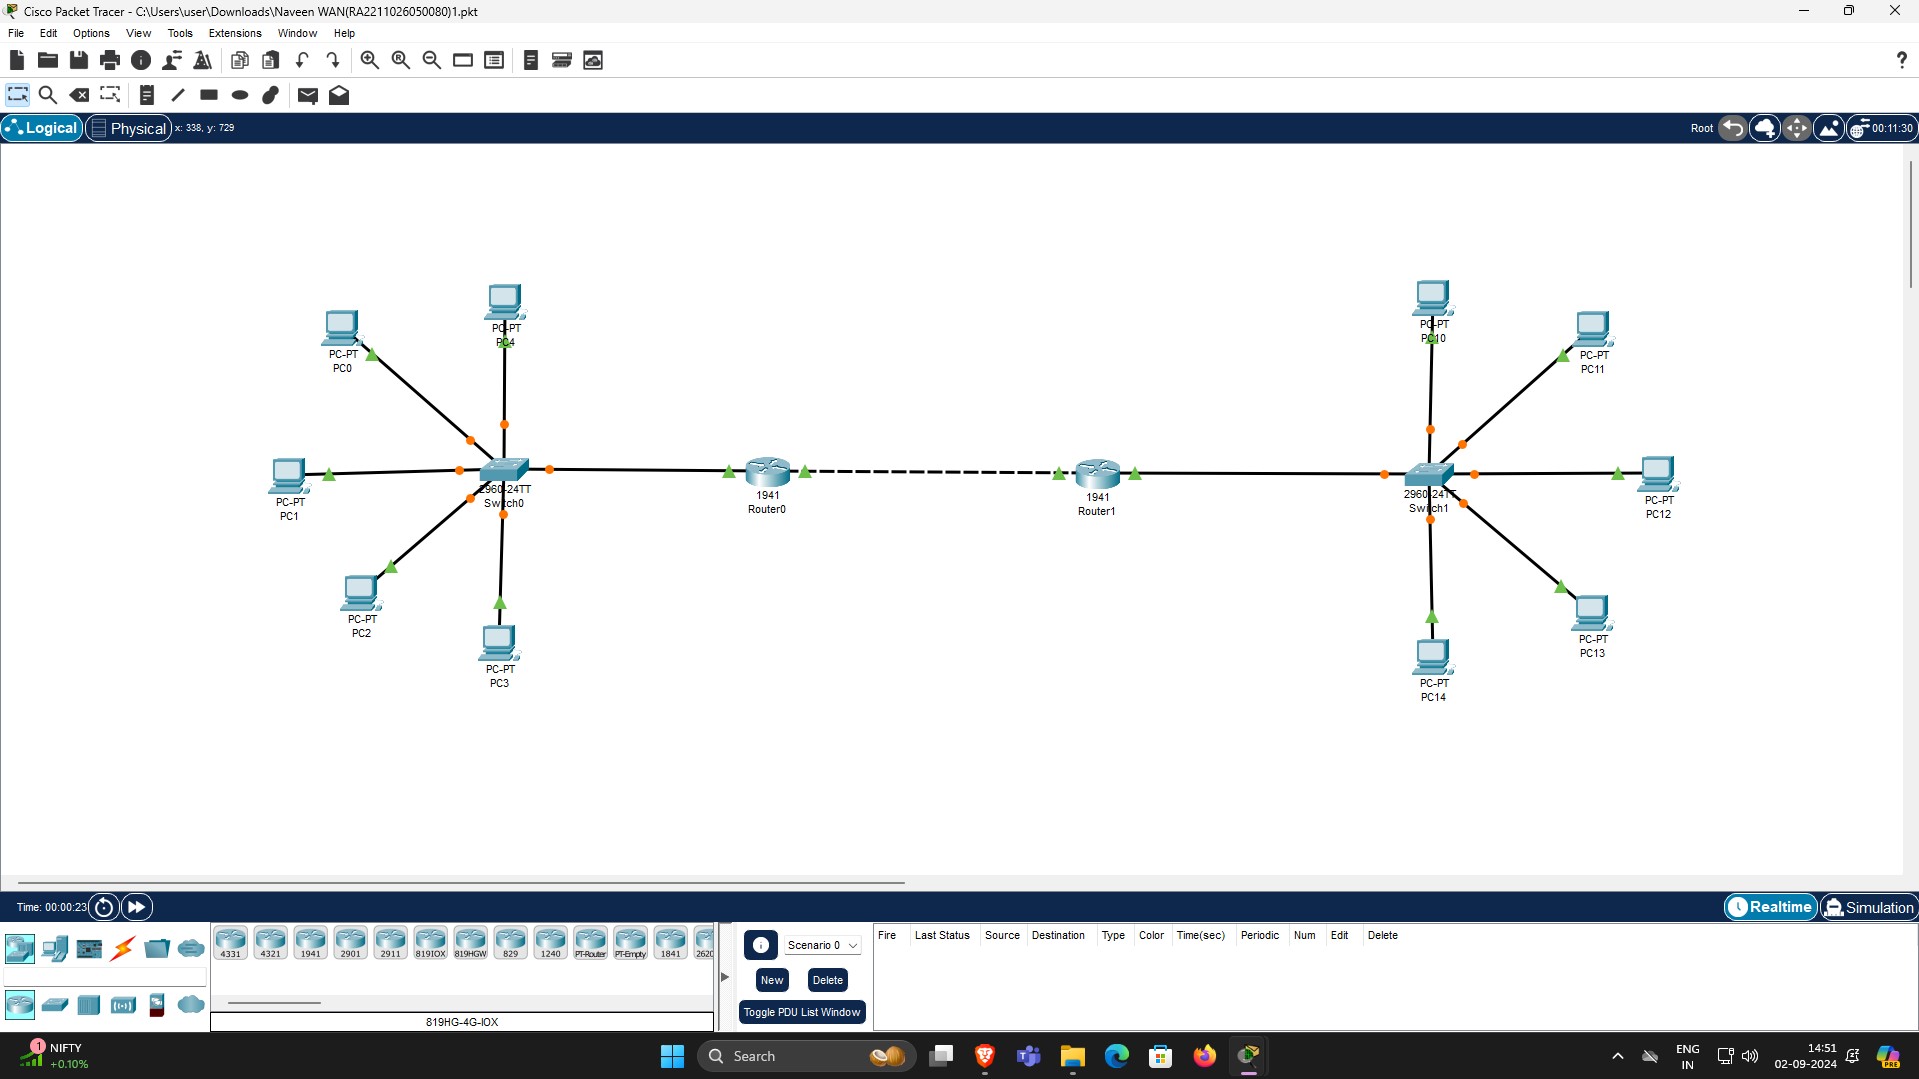 Cisco Packet Tracer - C:\Users\user\Downloads\Naveen WAN(RA2211026050080)1.pkt
File Edit Options View Tools Extensions Window Help
Logical Physical x: 338, y: 729 Root 00:11:30
PC-PT
PC4
PC-PT
PC0
PC-PT
PC1
2960-24TT
Switch0
PC-PT
PC2
PC-PT
PC3
1941
Router0
1941
Router1
PC-PT
PC10
PC-PT
PC11
2960-24TT
Switch1
PC-PT
PC12
PC-PT
PC13
PC-PT
PC14
Time: 00:00:23 Realtime Simulation
4331 4321 1941 2901 2911 819IOX 819HGW 829 1240 PT-Router PT-Empty 1841 2620
819HG-4G-IOX
Scenario 0
New Delete
Toggle PDU List Window
Fire Last Status Source Destination Type Color Time(sec) Periodic Num Edit Delete
1 NIFTY
+0.10%
Search
ENG
IN
14:51
02-09-2024
PRE